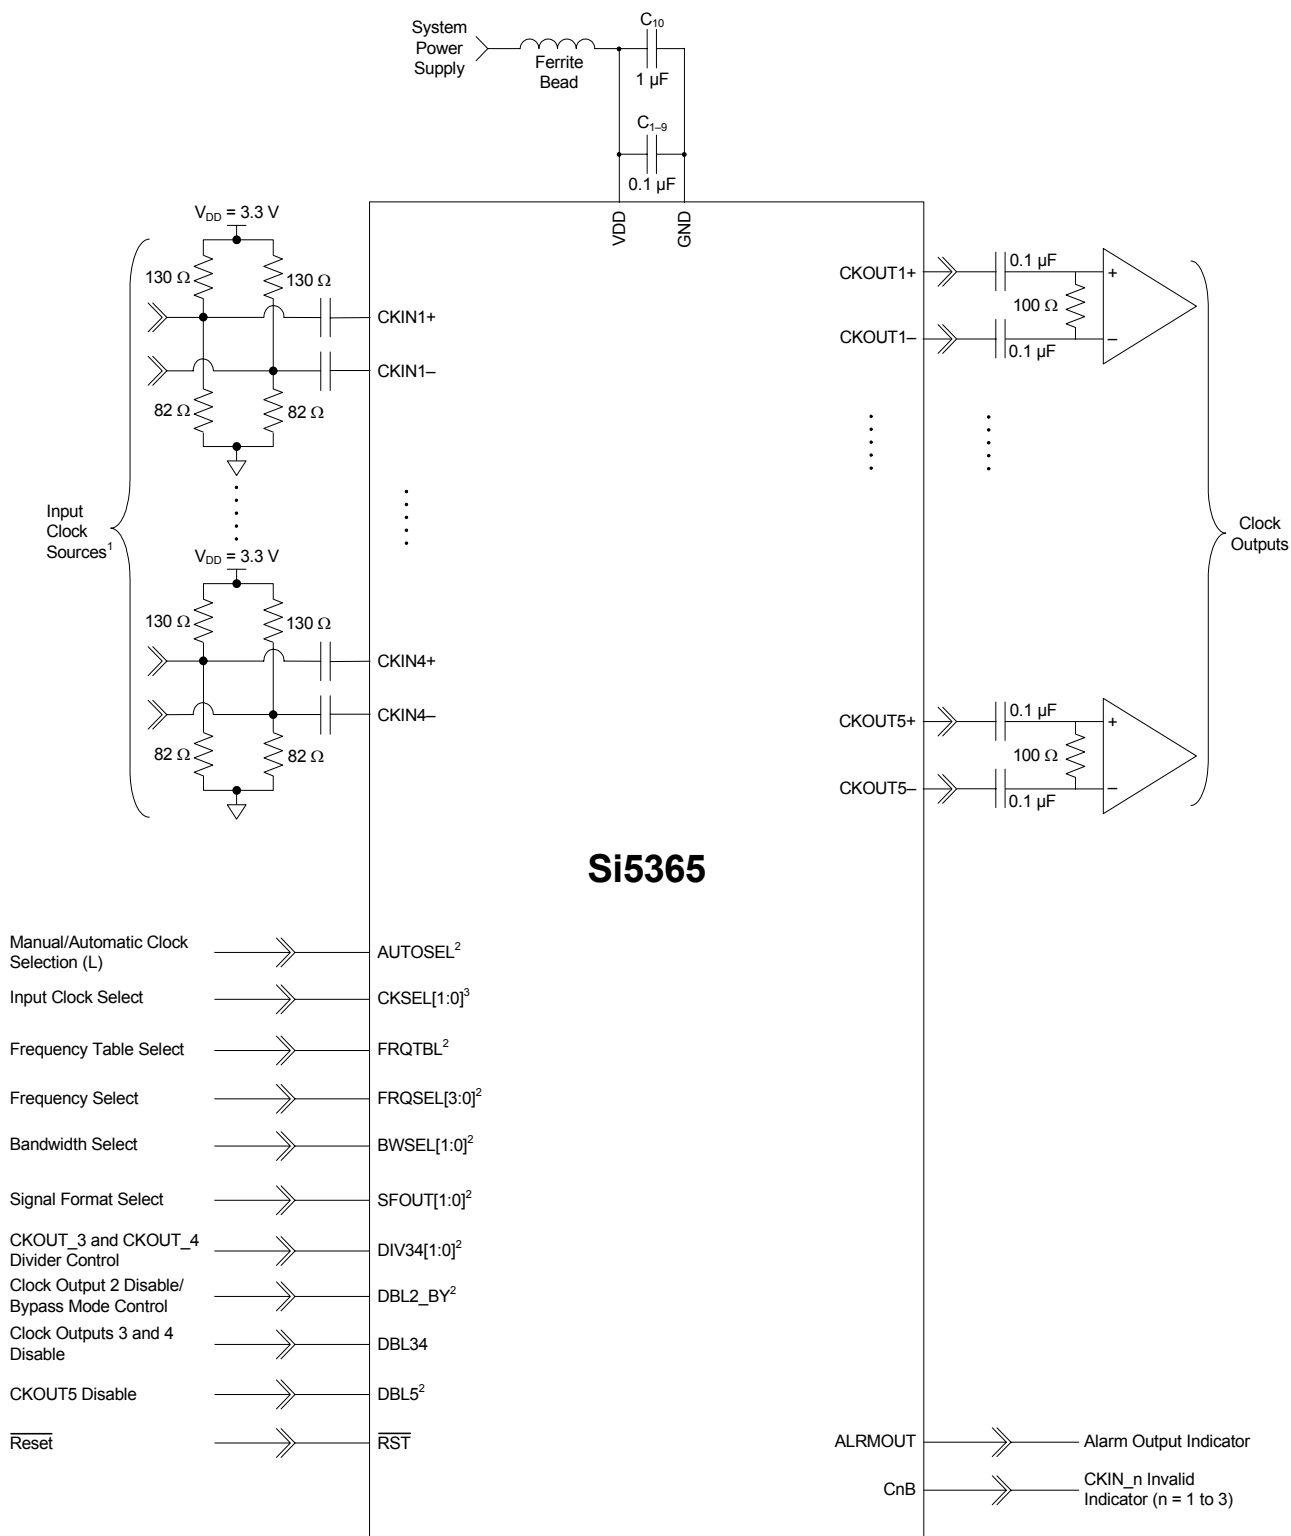 System
Power
Supply
Ferrite
Bead
C10
1 µF
C1–9
0.1 µF
VDD
GND
VDD = 3.3 V
130 Ω
130 Ω
CKIN1+
CKIN1–
82 Ω
82 Ω
Input
Clock
Sources1
VDD = 3.3 V
130 Ω
130 Ω
CKIN4+
CKIN4–
82 Ω
82 Ω
CKOUT1+
0.1 µF
+
100 Ω
CKOUT1–
–
0.1 µF
Clock
Outputs
CKOUT5+
0.1 µF
+
100 Ω
CKOUT5–
–
0.1 µF
Si5365
Manual/Automatic Clock
Selection (L)
AUTOSEL2
Input Clock Select
CKSEL[1:0]3
Frequency Table Select
FRQTBL2
Frequency Select
FRQSEL[3:0]2
Bandwidth Select
BWSEL[1:0]2
Signal Format Select
SFOUT[1:0]2
CKOUT_3 and CKOUT_4
Divider Control
DIV34[1:0]2
Clock Output 2 Disable/
Bypass Mode Control
DBL2_BY2
Clock Outputs 3 and 4
Disable
DBL34
CKOUT5 Disable
DBL52
Reset
RST
ALRMOUT
Alarm Output Indicator
CnB
CKIN_n Invalid
Indicator (n = 1 to 3)